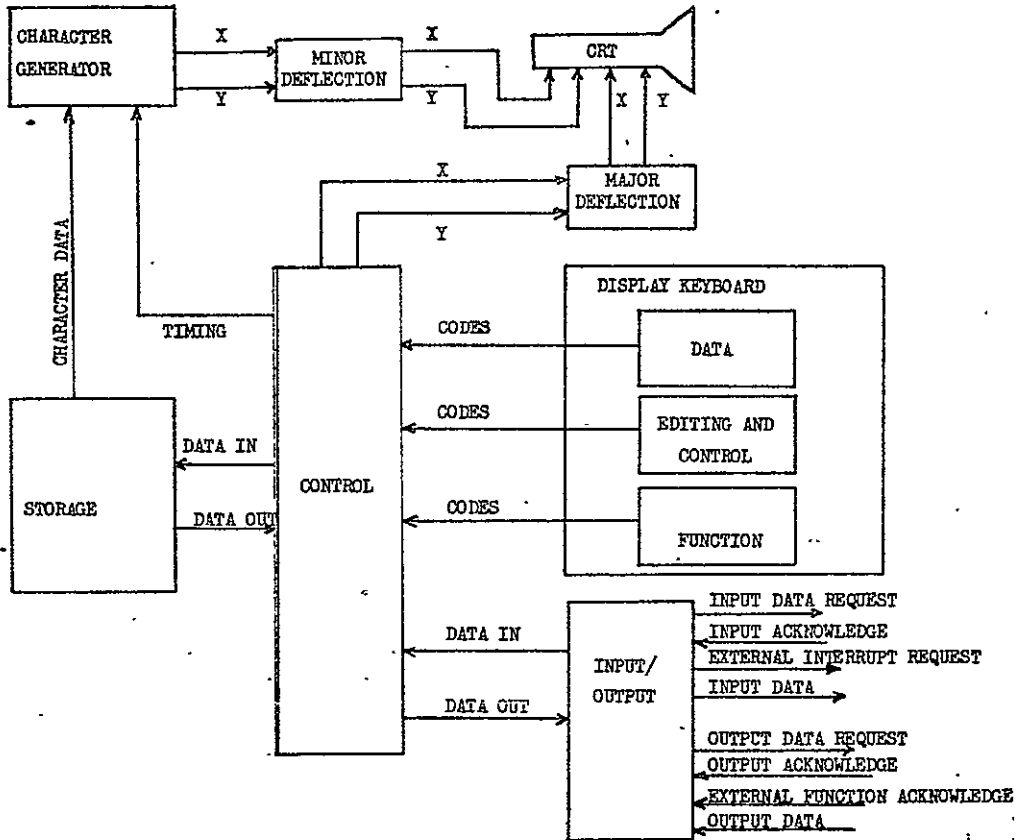 CHARACTER
GENERATOR
X
Y
MINOR
DEFLECTION
X
Y
CRT
X
Y
X
Y
MAJOR
DEFLECTION
CHARACTER DATA
TIMING
DISPLAY KEYBOARD
CODES
DATA
CODES
EDITING AND
CONTROL
CODES
FUNCTION
STORAGE
DATA IN
DATA OUT
CONTROL
DATA IN
DATA OUT
INPUT/
OUTPUT
INPUT DATA REQUEST
INPUT ACKNOWLEDGE
EXTERNAL INTERRUPT REQUEST
INPUT DATA
OUTPCT DATA REQUEST
OUTPUT ACKNOWLEDGE
EXTERNAL FUNCTION ACKNOWLEDGE
OUTPUT DATA